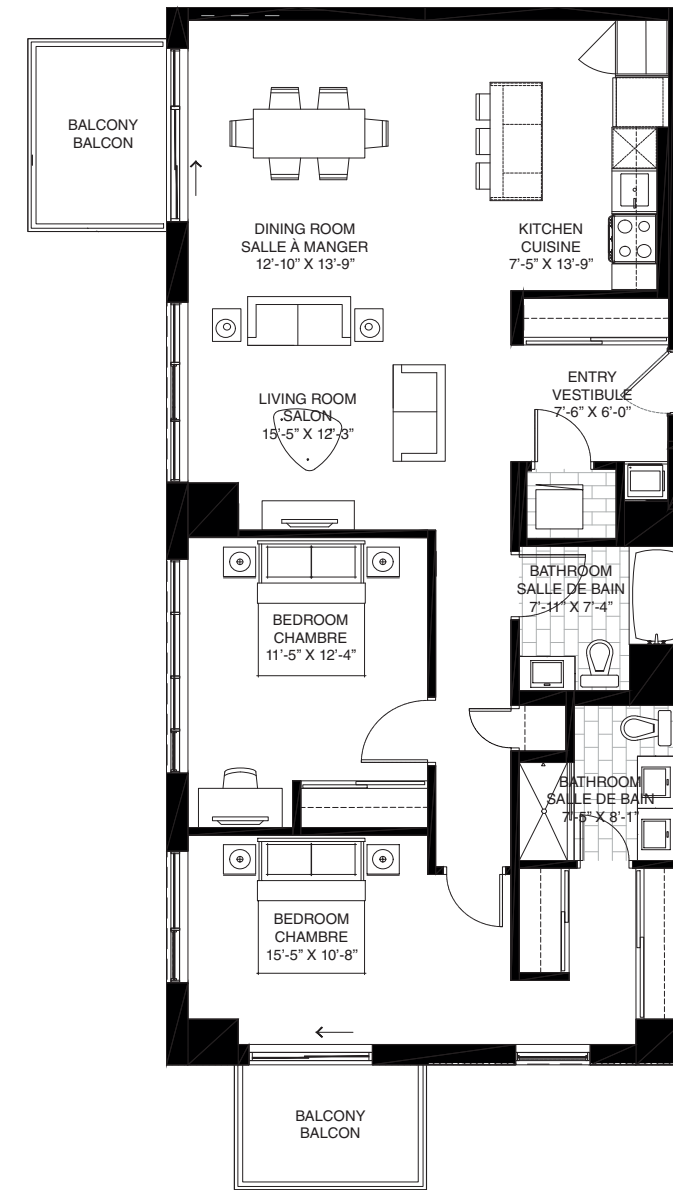 BALCONY
BALCON
DINING ROOM
SALLE À MANGER
12'-10” X 13'-9”
KITCHEN
CUISINE
7'-5” X 13'-9”
ENTRY
VESTIBULE
7'-6” X 6'-0”
LIVING ROOM
SALON
15'-5” X 12'-3”
BATHROOM
SALLE DE BAIN
7'-11” X 7'-4”
BEDROOM
CHAMBRE
11'-5” X 12'-4”
BATHROOM
SALLE DE BAIN
7'-5” X 8'-1”
BEDROOM
CHAMBRE
15'-5” X 10'-8”
BALCONY
BALCON